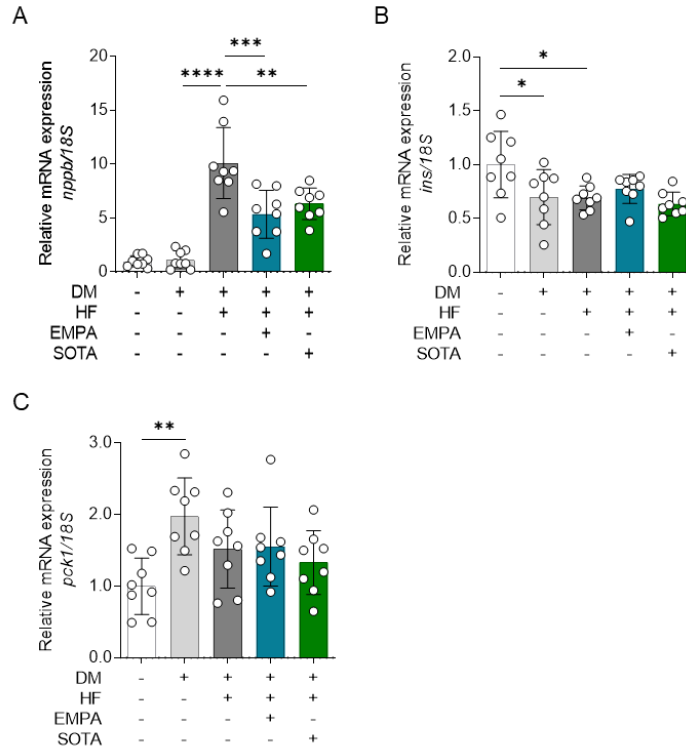 A
Relative mRNA expression
nppb/18S
20
15
10
5
0
****
***
**
DM - + + + +
HF - - + + +
EMPA - - - + -
SOTA - - - - +
B
Relative mRNA expression
ins/18S
2.0
1.5
1.0
0.5
0.0
*
*
DM - + + + +
HF - - + + +
EMPA - - - + -
SOTA - - - - +
C
Relative mRNA expression
pck1/18S
3.0
2.0
1.0
0.0
**
DM - + + + +
HF - - + + +
EMPA - - - + -
SOTA - - - - +